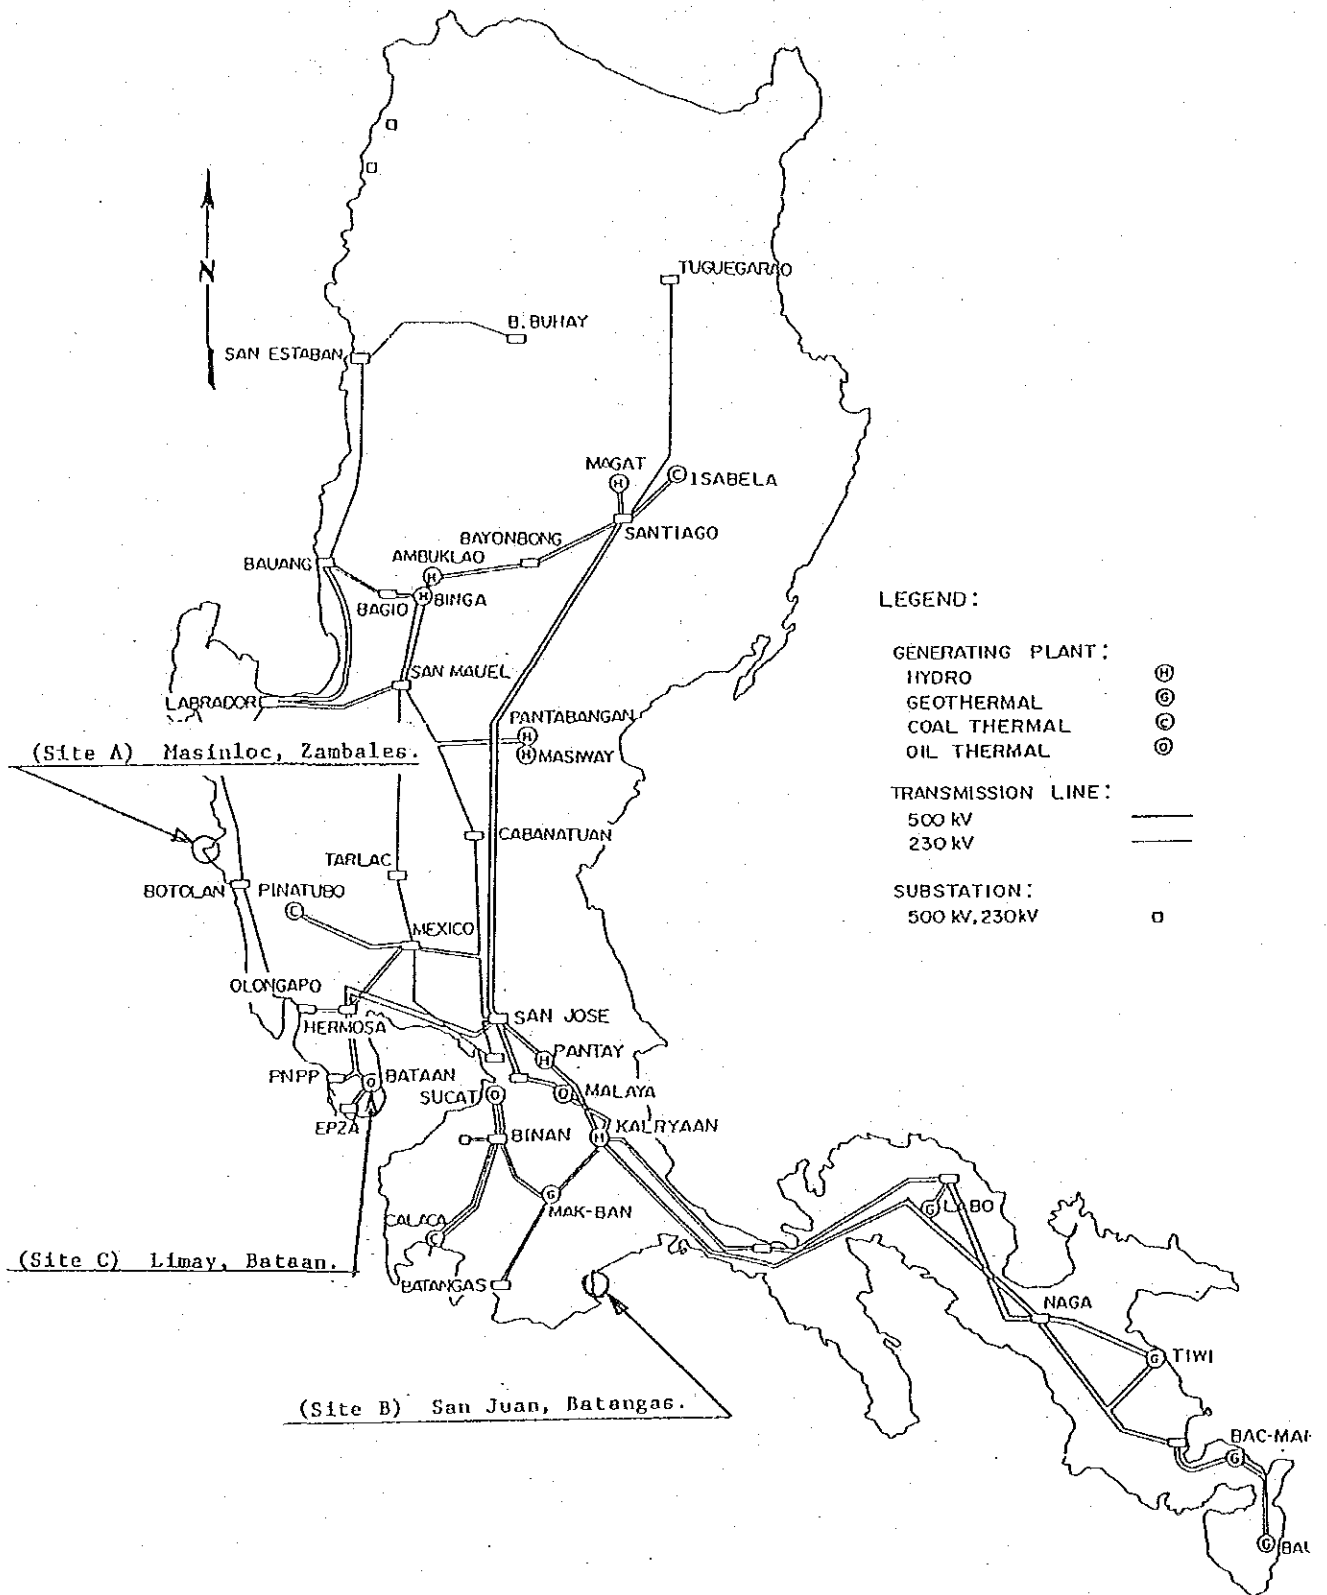 N
TUGUEGARAO
B.BUHAY
SAN ESTABAN
MAGAT
H
C
ISABELA
SANTIAGO
BAYONBONG
AMBUKLAO
H
BAUANG
BAGIO
H
BINGA
SAN MAUEL
LABRADOR
PANTABANGAN
H
H
MASIWAY
(Site A) Masinloc, Zambales.
CABANATUAN
TARLAC
BOTOLAN
PINATUBO
C
MEXICO
OLONGAPO
HERMOSA
SAN JOSE
H
PANTAY
PNPP
O
BATAAN
SUCAT
O
O
MALAYA
EPZA
BINAN
H
KALRYAAN
G
MAK-BAN
CALACA
C
G
LABO
(Site C) Limay, Bataan.
BATANGAS
NAGA
G
TIWI
(Site B) San Juan, Batangas.
BAC-MAN
G
G
BAL
LEGEND:
GENERATING PLANT:
HYDRO H
GEOTHERMAL G
COAL THERMAL C
OIL THERMAL O
TRANSMISSION LINE:
500 kV
230 kV
SUBSTATION:
500 kV, 230kV